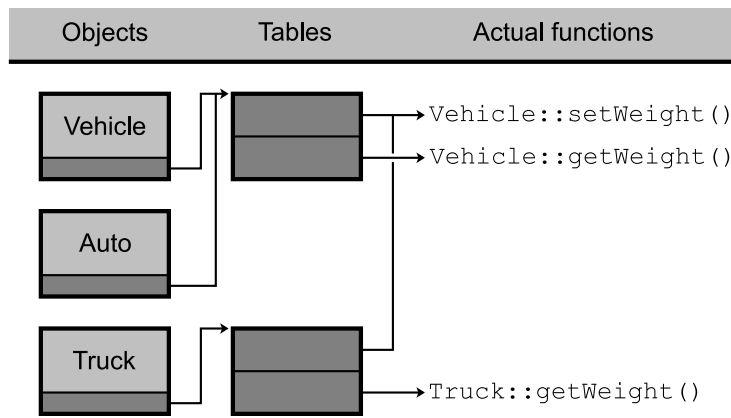 Objects Tables Actual functions
Vehicle
Vehicle::setWeight()
Vehicle::getWeight()
Auto
Truck
Truck::getWeight()